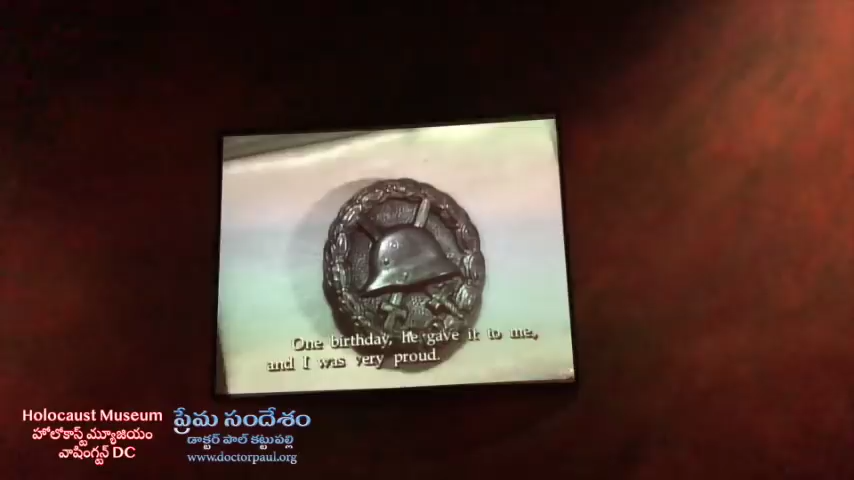 One birthday, he gave it to me,
and I was very proud.
Holocaust Museum
హోలోకాస్ట్ మ్యూజియం
వాషింగ్టన్ DC
ప్రేమ సందేశం
డాక్టర్ పాల్ కట్టుపల్లి
www.doctorpaul.org